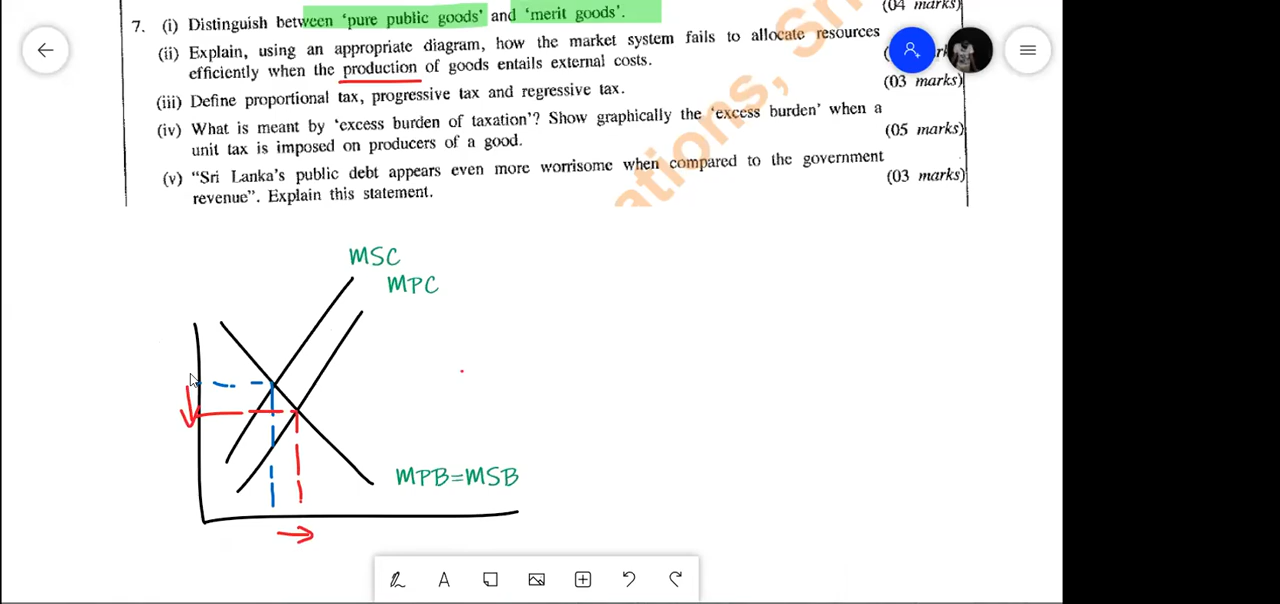 (04 marks)
7. (i) Distinguish between ‘pure public goods’ and ‘merit goods’.
(ii) Explain, using an appropriate diagram, how the market system fails to allocate resources
efficiently when the production of goods entails external costs.
(03 marks)
(iii) Define proportional tax, progressive tax and regressive tax.
(iv) What is meant by ‘excess burden of taxation’? Show graphically the ‘excess burden’ when a
unit tax is imposed on producers of a good.
(05 marks)
(v) “Sri Lanka’s public debt appears even more worrisome when compared to the government
revenue”. Explain this statement.
(03 marks)
MSC
MPC
MPB=MSB
A